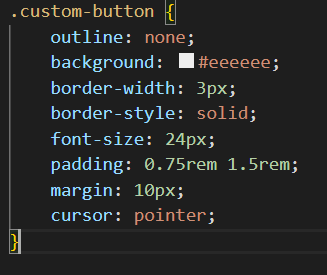 .custom-button {
    outline: none;
    background: #eeeeee;
    border-width: 3px;
    border-style: solid;
    font-size: 24px;
    padding: 0.75rem 1.5rem;
    margin: 10px;
    cursor: pointer;
}